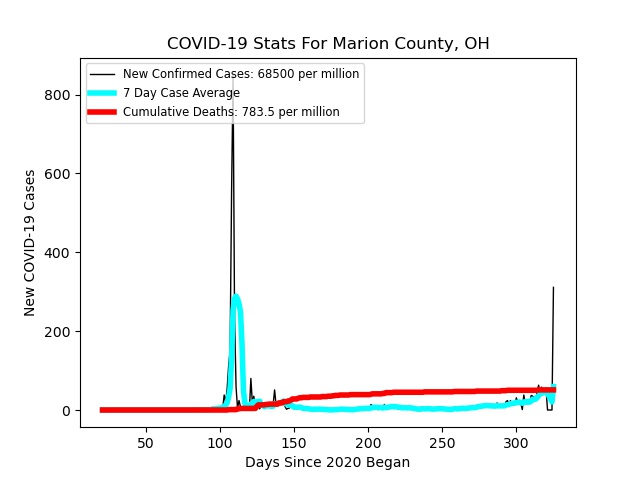 COVID-19 Stats For Marion County, OH
New Confirmed Cases: 68500 per million
7 Day Case Average
Cumulative Deaths: 783.5 per million
800
600
400
200
0
New COVID-19 Cases
50 100 150 200 250 300
Days Since 2020 Began